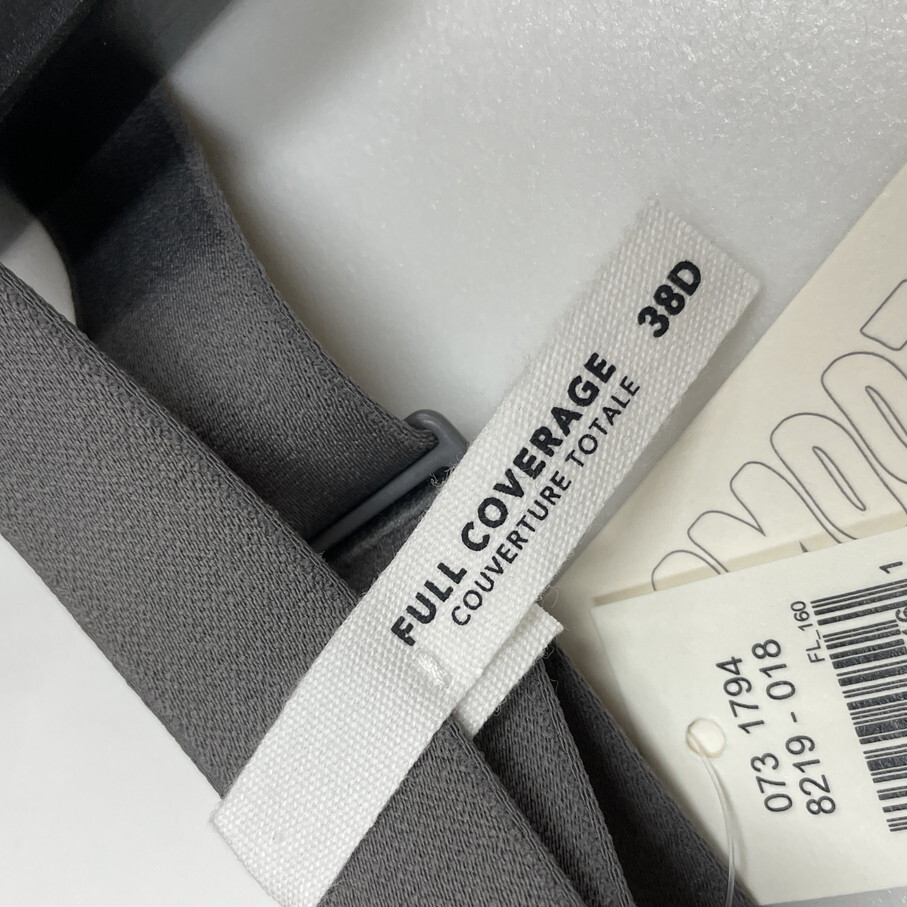 FULL COVERAGE 38D
COUVERTURE TOTALE
073 1794
8219 - 018
FL_160
1